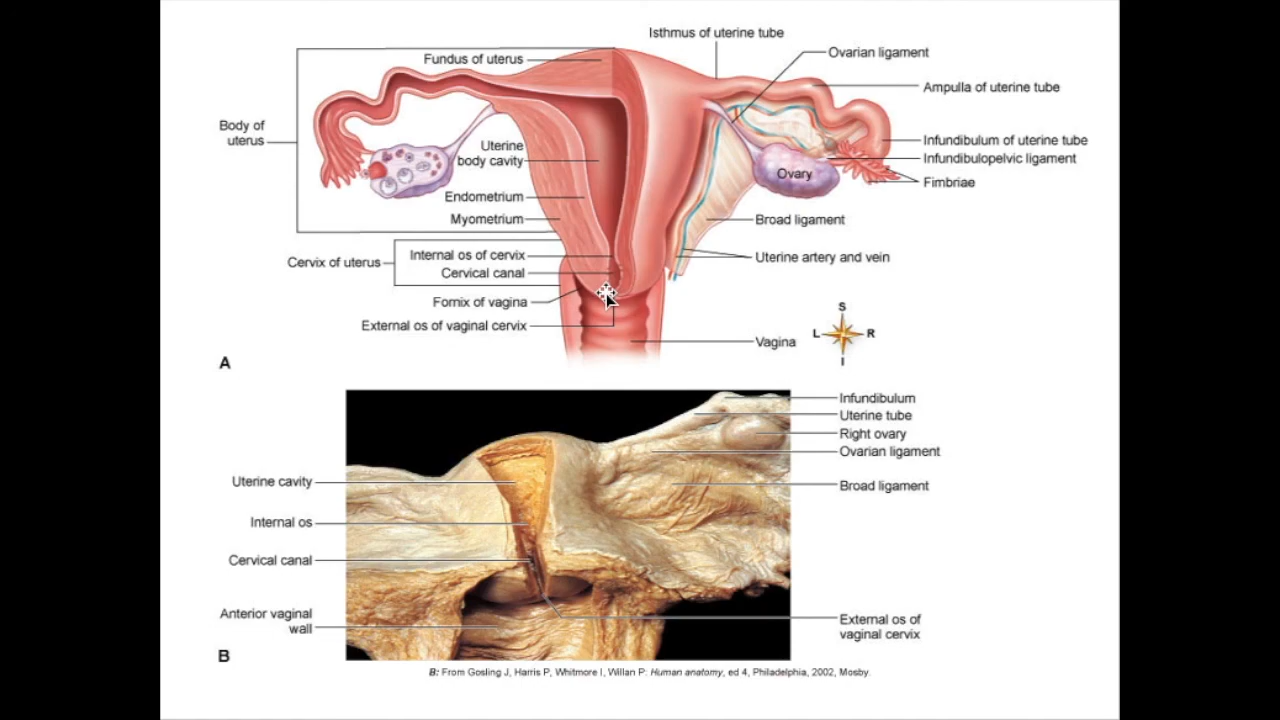 Isthmus of uterine tube
Ovarian ligament
Fundus of uterus
Ampulla of uterine tube
Body of
uterus
Infundibulum of uterine tube
Uterine
body cavity
Infundibulopelvic ligament
Ovary
Fimbriae
Endometrium
Myometrium
Broad ligament
Internal os of cervix
Cervix of uterus
Uterine artery and vein
Cervical canal
Fornix of vagina
External os of vaginal cervix
Vagina
S
L
R
I
A
Infundibulum
Uterine tube
Right ovary
Ovarian ligament
Uterine cavity
Broad ligament
Internal os
Cervical canal
Anterior vaginal
wall
External os of
vaginal cervix
B
B: From Gosling J, Harris P, Whitmore I, Willan P: Human anatomy, ed 4, Philadelphia, 2002, Mosby.